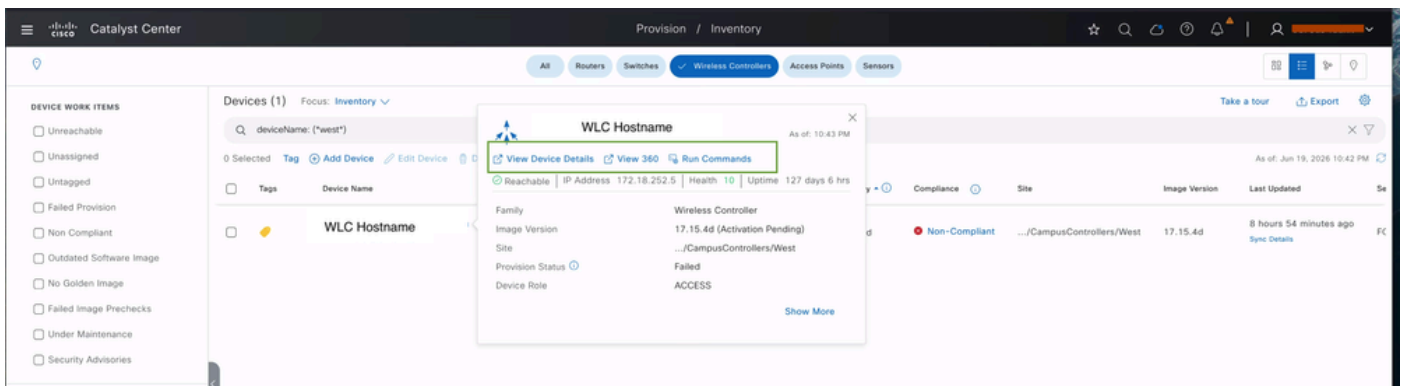 CISCO Catalyst Center
Provision / Inventory
All Routers Switches Wireless Controllers Access Points Sensors
DEVICE WORK ITEMS
Unreachable
Unassigned
Untagged
Failed Provision
Non Compliant
Outdated Software Image
No Golden Image
Failed Image Prechecks
Under Maintenance
Security Advisories
Devices (1) Focus: Inventory
Take a tour Export
deviceName: (*west*)
0 Selected Tag Add Device Edit Device D
As of: Jun 19, 2026 10:42 PM
Tags Device Name y Compliance Site Image Version Last Updated Se
WLC Hostname d Non-Compliant .../CampusControllers/West 17.15.4d 8 hours 54 minutes ago FC
Sync Details
WLC Hostname As of: 10:43 PM
View Device Details View 360 Run Commands
Reachable IP Address 172.18.252.5 Health 10 Uptime 127 days 6 hrs
Family Wireless Controller
Image Version 17.15.4d (Activation Pending)
Site .../CampusControllers/West
Provision Status Failed
Device Role ACCESS
Show More